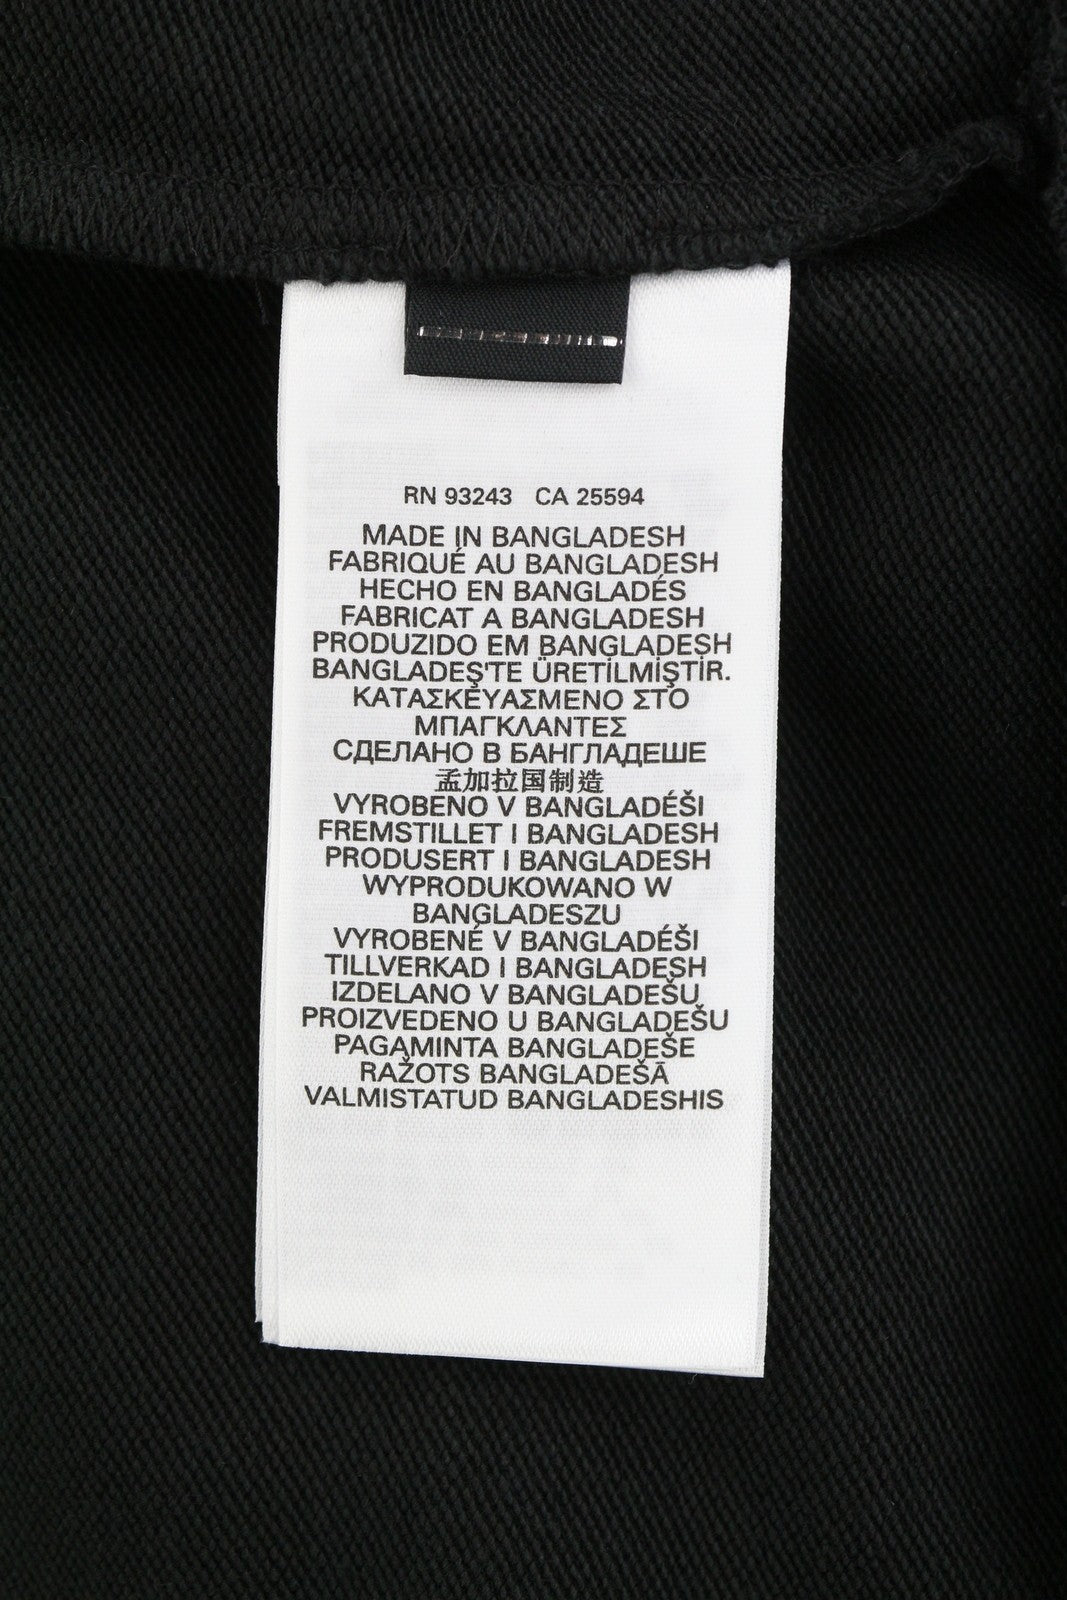 RN 93243 CA 25594
MADE IN BANGLADESH
FABRIQUÉ AU BANGLADESH
HECHO EN BANGLADÉS
FABRICAT A BANGLADESH
PRODUZIDO EM BANGLADESH
BANGLADEŞ'TE ÜRETİLMİŞTİR.
ΚΑΤΑΣΚΕΥΑΣΜΕΝΟ ΣΤΟ
ΜΠΑΓΚΛΑΝΤΕΣ
СДЕЛАНО В БАНГЛАДЕШЕ
孟加拉国制造
VYROBENO V BANGLADÉŠI
FREMSTILLET I BANGLADESH
PRODUSERT I BANGLADESH
WYPRODUKOWANO W
BANGLADESZU
VYROBENÉ V BANGLADÉŠI
TILLVERKAD I BANGLADESH
IZDELANO V BANGLADEŠU
PROIZVEDENO U BANGLADEŠU
PAGAMINTA BANGLADEŠE
RAŽOTS BANGLADEŠĀ
VALMISTATUD BANGLADESHIS